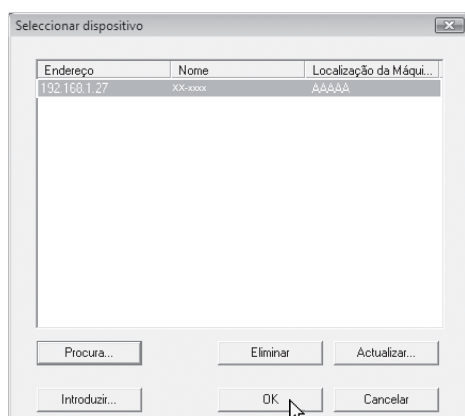 Seleccionar dispositivo
Endereço Nome Localização da Máqui...
192.168.1.27 XX-xxxx AAAAA
Procura... Eliminar Actualizar...
Introduzir... OK Cancelar